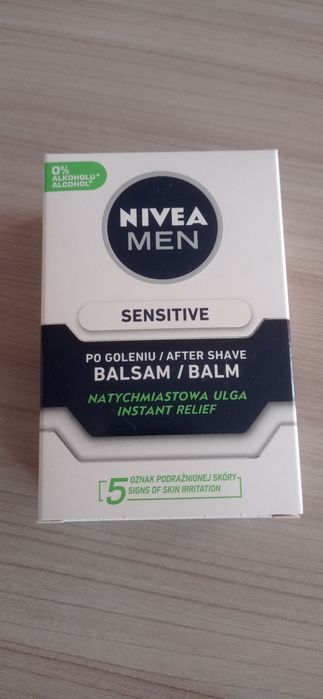 0%
ALKOHOLU*
ALCOHOL*
NIVEA
MEN
SENSITIVE
PO GOLENIU / AFTER SHAVE
BALSAM / BALM
NATYCHMIASTOWA ULGA
INSTANT RELIEF
5 OZNAK PODRAŻNIONEJ SKÓRY
SIGNS OF SKIN IRRITATION